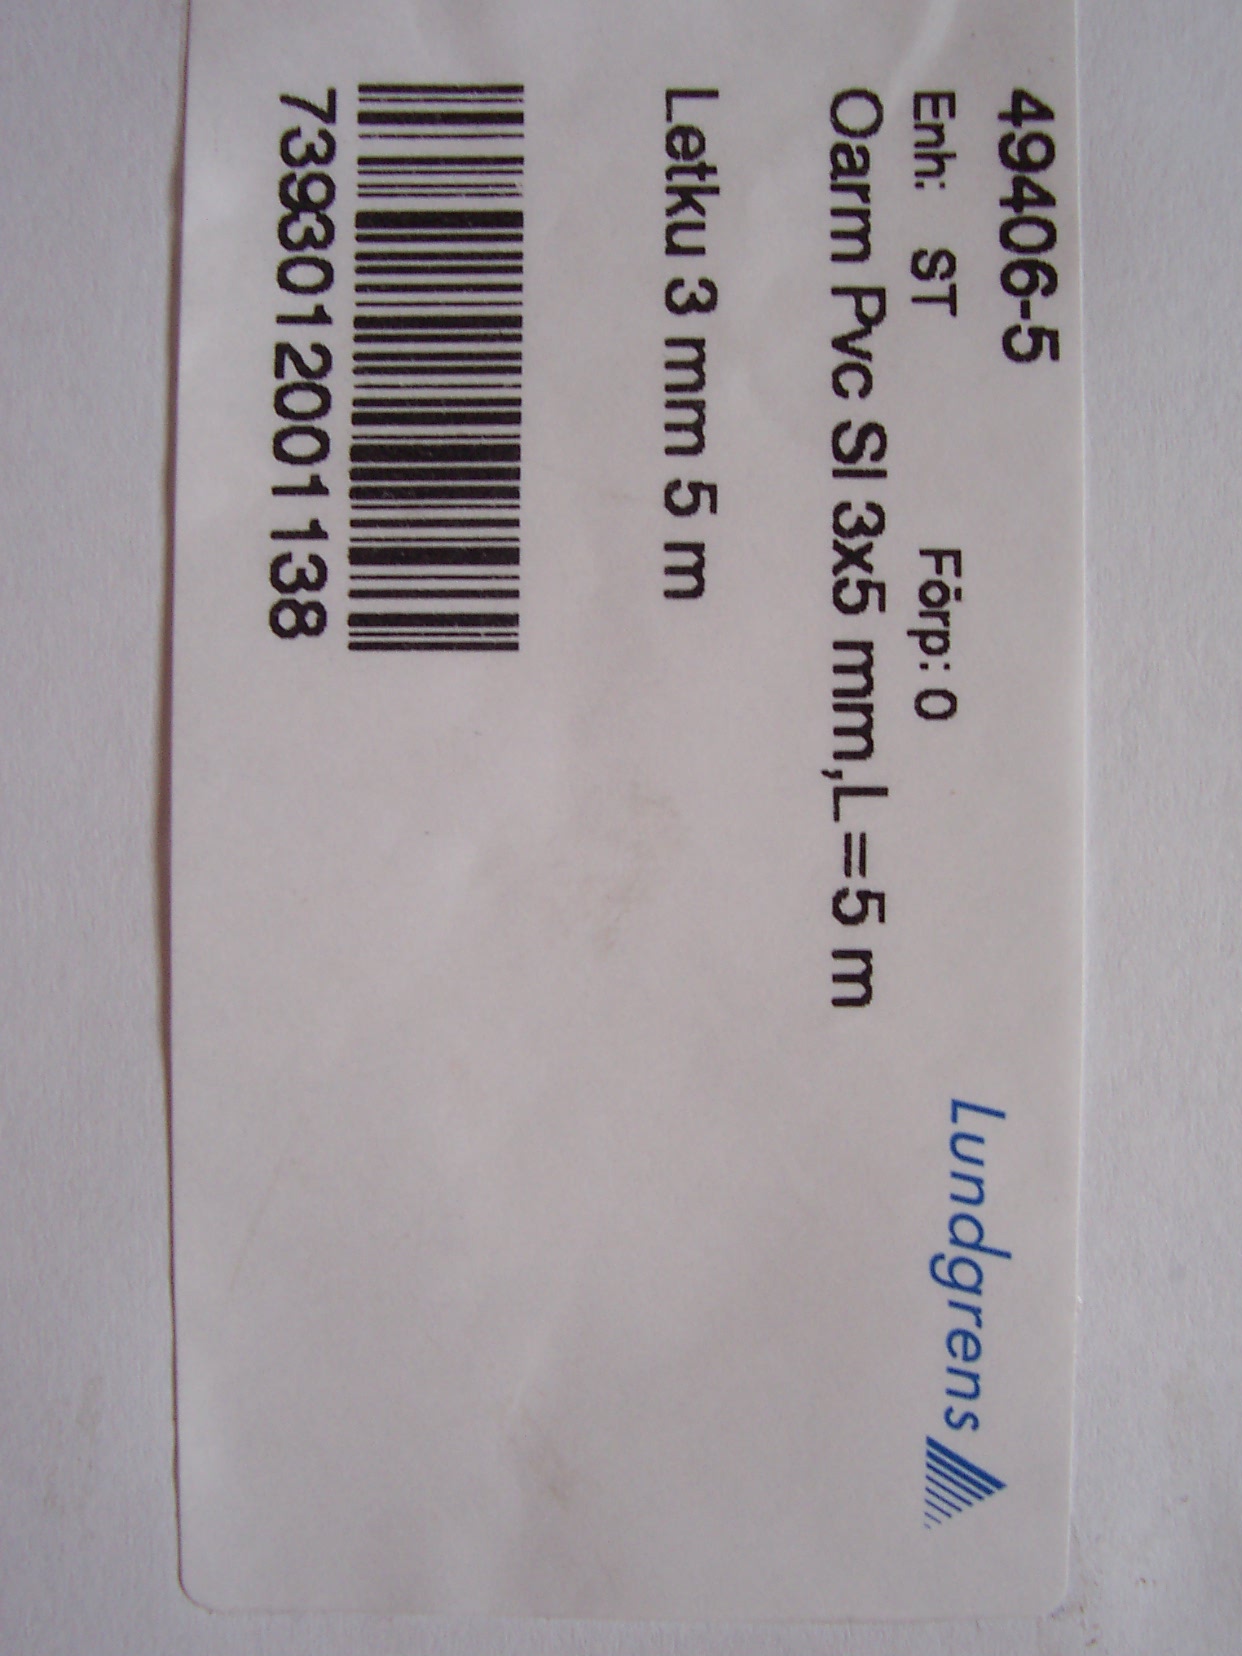 49406-5
Enh: ST Förp: 0
Lundgrens
Oarm Pvc Sl 3x5 mm,L=5 m
Letku 3 mm 5 m
7393012001138